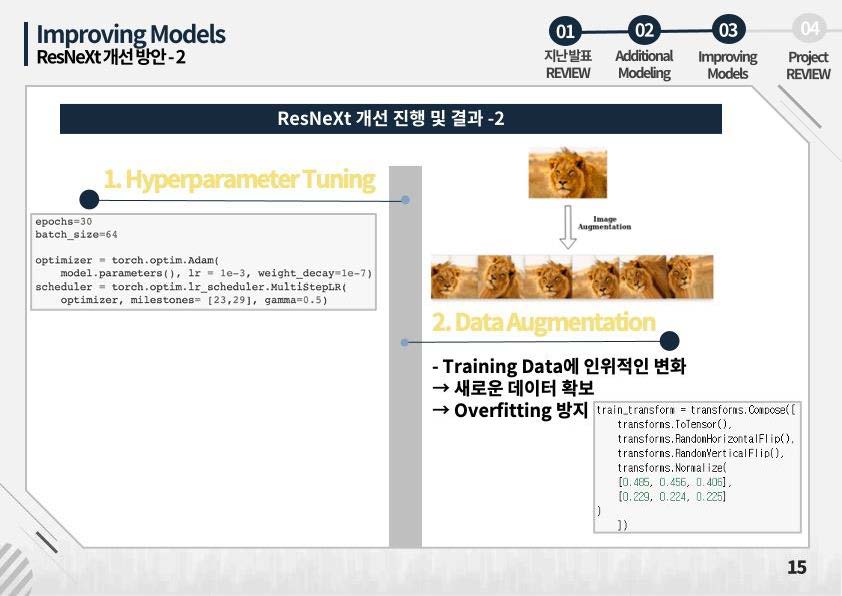 Improving Models
ResNeXt 개선 방안 - 2
01
02
03
04
지난 발표
REVIEW
Additional
Modeling
Improving
Models
Project
REVIEW
ResNeXt 개선 진행 및 결과 -2
1. Hyperparameter Tuning
epochs=30
batch_size=64
optimizer = torch.optim.Adam(
model.parameters(), lr = 1e-3, weight_decay=1e-7)
scheduler = torch.optim.lr_scheduler.MultiStepLR(
optimizer, milestones= [23,29], gamma=0.5)
Image
Augmentation
2. Data Augmentation
- Training Data에 인위적인 변화
→ 새로운 데이터 확보
→ Overfitting 방지
train_transform = transforms.Compose([
transforms.ToTensor(),
transforms.RandomHorizontalFlip(),
transforms.RandomVerticalFlip(),
transforms.Normalize(
[0.485, 0.456, 0.406],
[0.229, 0.224, 0.225]
)
])
15